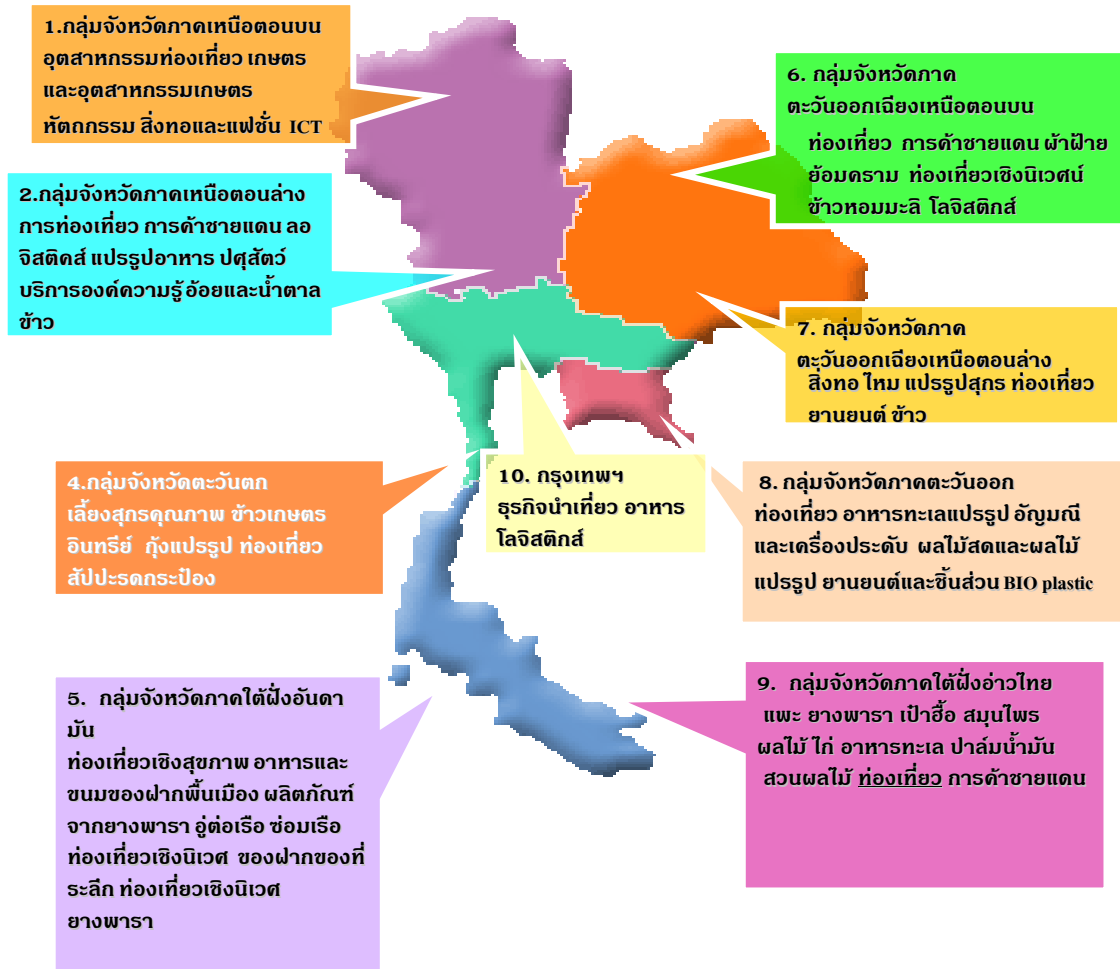 1.กลุ่มจังหวัดภาคเหนือตอนบน
อุตสาหกรรมท่องเที่ยว เกษตร
และอุตสาหกรรมเกษตร
หัตถกรรม สิ่งทอและแฟชั่น ICT
2.กลุ่มจังหวัดภาคเหนือตอนล่าง
การท่องเที่ยว การค้าชายแดน ลอ
จิสติคส์ แปรรูปอาหาร ปศุสัตว์
บริการองค์ความรู้ อ้อยและน้ำตาล
ข้าว
6. กลุ่มจังหวัดภาค
ตะวันออกเฉียงเหนือตอนบน
ท่องเที่ยว การค้าชายแดน ผ้าฝ้าย
ย้อมคราม ท่องเที่ยวเชิงนิเวศน์
ข้าวหอมมะลิ โลจิสติกส์
7. กลุ่มจังหวัดภาค
ตะวันออกเฉียงเหนือตอนล่าง
สิ่งทอ ไหม แปรรูปสุกร ท่องเที่ยว
ยานยนต์ ข้าว
4.กลุ่มจังหวัดตะวันตก
เลี้ยงสุกรคุณภาพ ข้าวเกษตร
อินทรีย์ กุ้งแปรรูป ท่องเที่ยว
สัปปะรดกระป๋อง
10. กรุงเทพฯ
ธุรกิจนำเที่ยว อาหาร
โลจิสติกส์
8. กลุ่มจังหวัดภาคตะวันออก
ท่องเที่ยว อาหารทะเลแปรรูป อัญมณี
และเครื่องประดับ ผลไม้สดและผลไม้
แปรรูป ยานยนต์และชิ้นส่วน BIO plastic
5. กลุ่มจังหวัดภาคใต้ฝั่งอันดา
มัน
ท่องเที่ยวเชิงสุขภาพ อาหารและ
ขนมของฝากพื้นเมือง ผลิตภัณฑ์
จากยางพารา อู่ต่อเรือ ซ่อมเรือ
ท่องเที่ยวเชิงนิเวศ ของฝากของที่
ระลึก ท่องเที่ยวเชิงนิเวศ
ยางพารา
9. กลุ่มจังหวัดภาคใต้ฝั่งอ่าวไทย
แพะ ยางพารา เป๋าฮื้อ สมุนไพร
ผลไม้ ไก่ อาหารทะเล ปาล์มน้ำมัน
สวนผลไม้ ท่องเที่ยว การค้าชายแดน